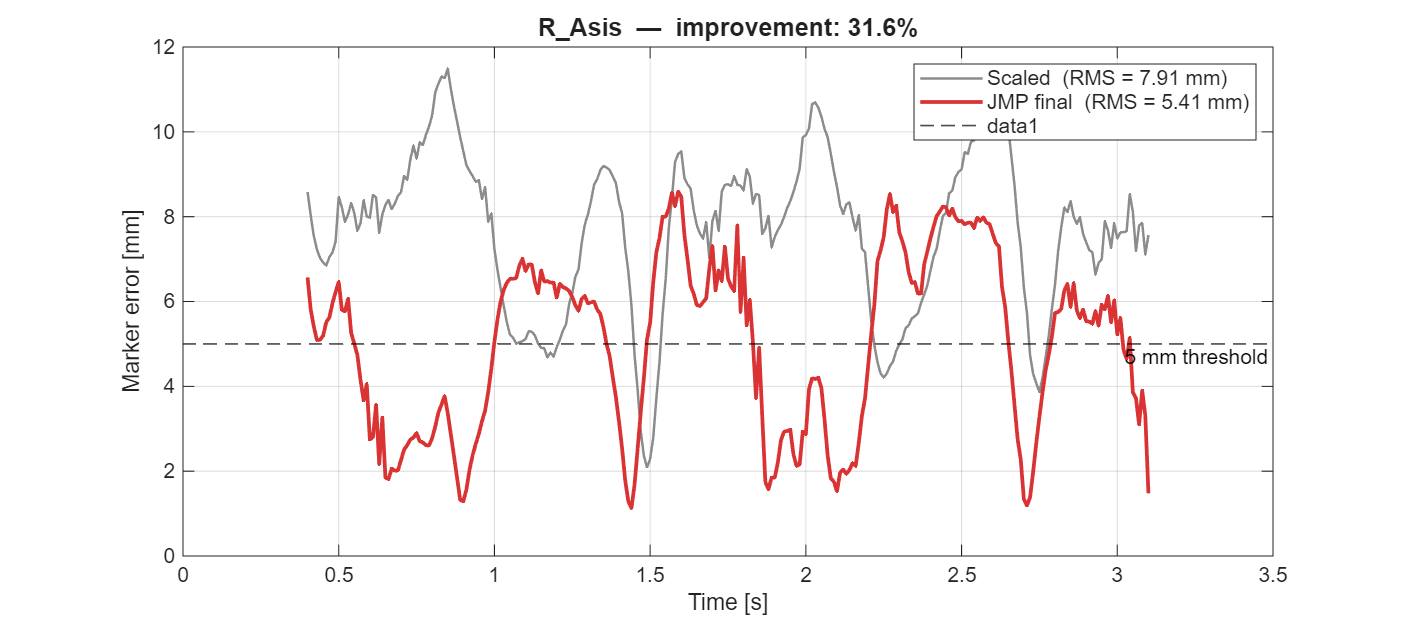 R_Asis — improvement: 31.6%
Scaled (RMS = 7.91 mm)
JMP final (RMS = 5.41 mm)
data1
12
10
8
6
4
2
0
Marker error [mm]
5 mm threshold
0 0.5 1 1.5 2 2.5 3 3.5
Time [s]